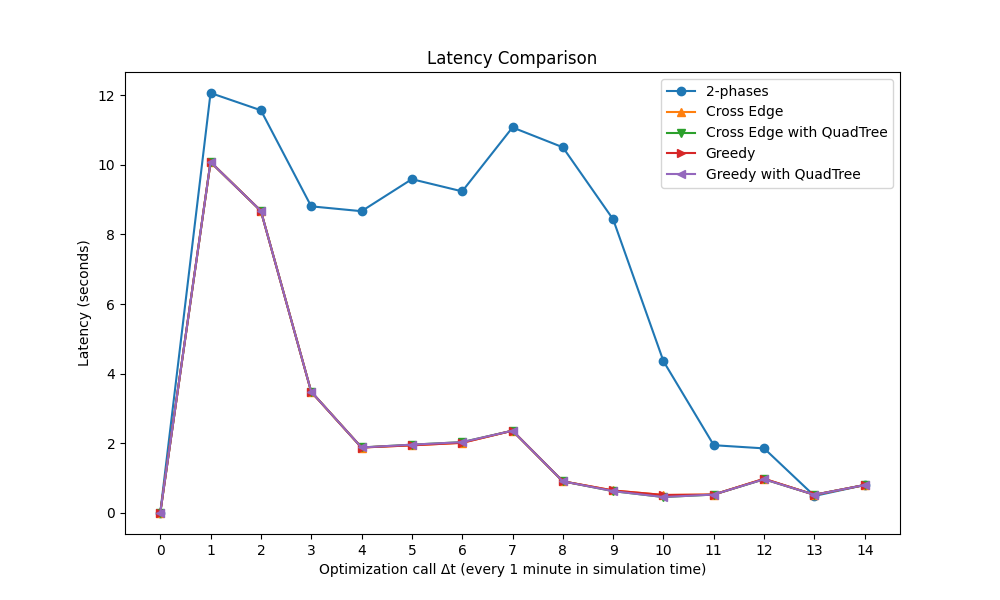 Latency Comparison
2-phases
Cross Edge
Cross Edge with QuadTree
Greedy
Greedy with QuadTree
Latency (seconds)
12
10
8
6
4
2
0
0 1 2 3 4 5 6 7 8 9 10 11 12 13 14
Optimization call Δt (every 1 minute in simulation time)